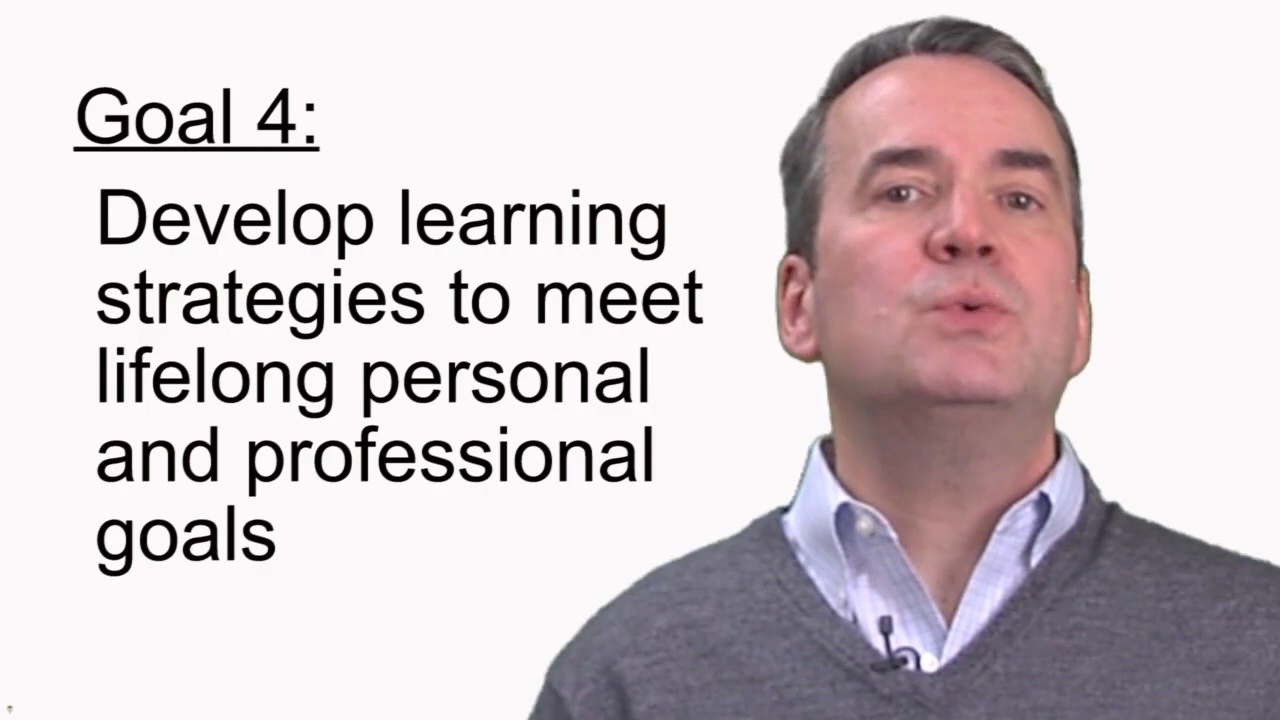 Goal 4:
Develop learning
strategies to meet
lifelong personal
and professional
goals